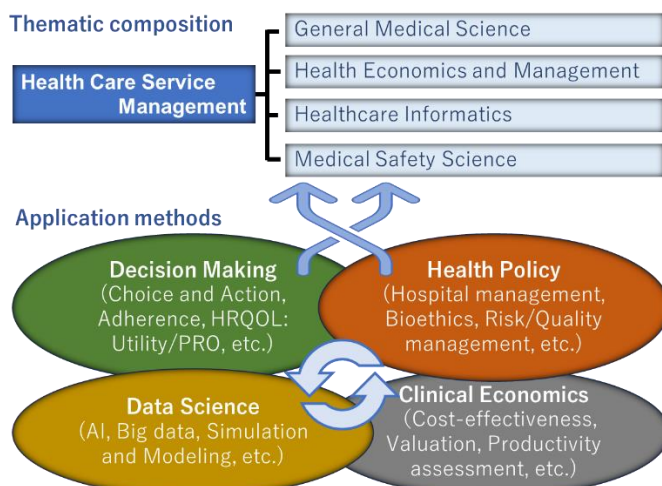 Thematic composition
General Medical Science
Health Care Service
Management
Health Economics and Management
Healthcare Informatics
Medical Safety Science
Application methods
Decision Making
(Choice and Action,
Adherence, HRQOL:
Utility/PRO, etc.)
Health Policy
(Hospital management,
Bioethics, Risk/Quality
management, etc.)
Data Science
(AI, Big data, Simulation
and Modeling, etc.)
Clinical Economics
(Cost-effectiveness,
Valuation, Productivity
assessment, etc.)